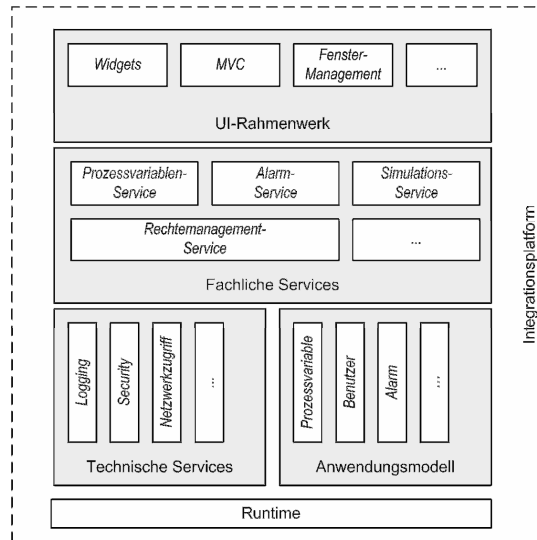 Widgets
MVC
Fenster-
Management
...
UI-Rahmenwerk
Prozessvariablen-
Service
Alarm-
Service
Simulations-
Service
Rechtemanagement-
Service
...
Fachliche Services
Logging
Security
Netzwerkzugriff
...
Technische Services
Prozessvariable
Benutzer
Alarm
...
Anwendungsmodell
Runtime
Integrationsplatform